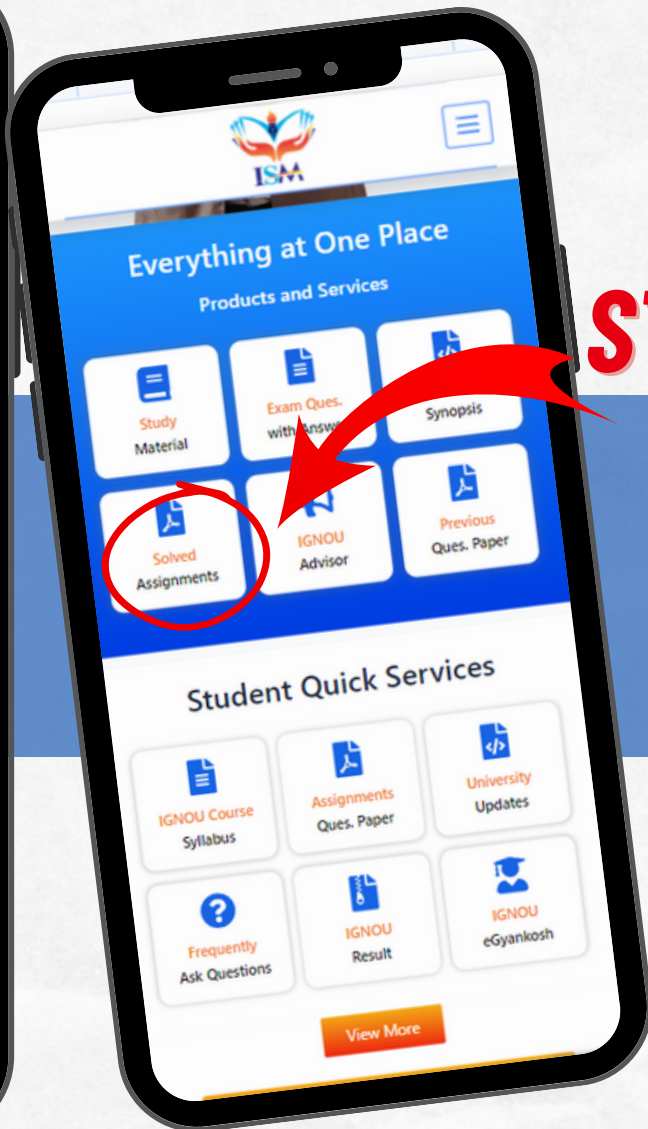 ISM
Everything at One Place
Products and Services
Study
Material
Exam Ques.
with Answer
Synopsis
Solved
Assignments
IGNOU
Advisor
Previous
Ques. Paper
ST
Student Quick Services
IGNOU Course
Syllabus
Assignments
Ques. Paper
University
Updates
Frequently
Ask Questions
IGNOU
Result
IGNOU
eGyankosh
View More